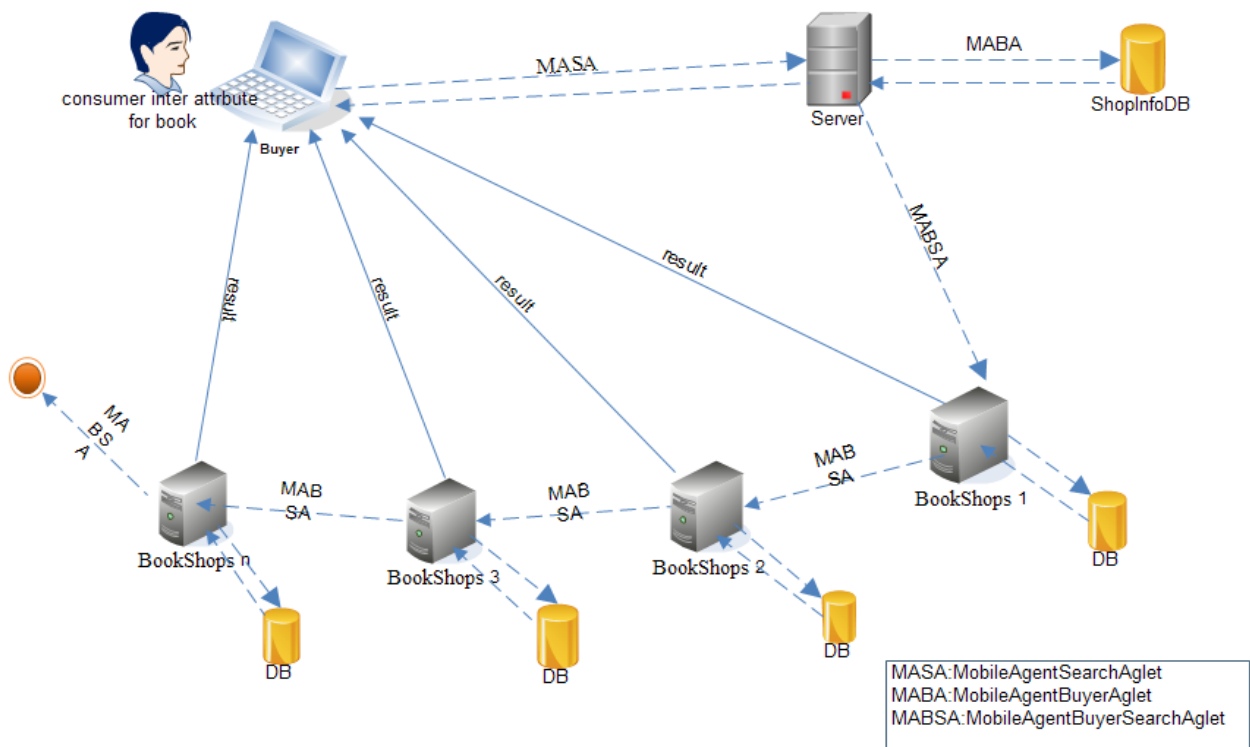 consumer inter attribute
for book
Buyer
MASA
Server
MABA
ShopInfoDB
MABSA
result
result
result
result
MA
BS
A
MAB
SA
MAB
SA
MAB
SA
BookShops n
BookShops 3
BookShops 2
BookShops 1
DB
DB
DB
DB
MASA:MobileAgentSearchAglet
MABA:MobileAgentBuyerAglet
MABSA:MobileAgentBuyerSearchAglet